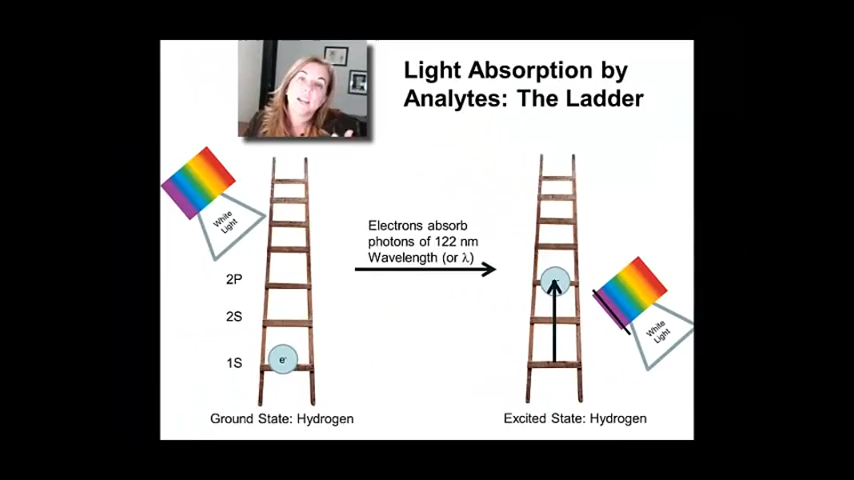 Light Absorption by
Analytes: The Ladder
White
Light
Electrons absorb
photons of 122 nm
Wavelength (or λ)
2P
2S
1S
e-
e-
White
Light
Ground State: Hydrogen
Excited State: Hydrogen